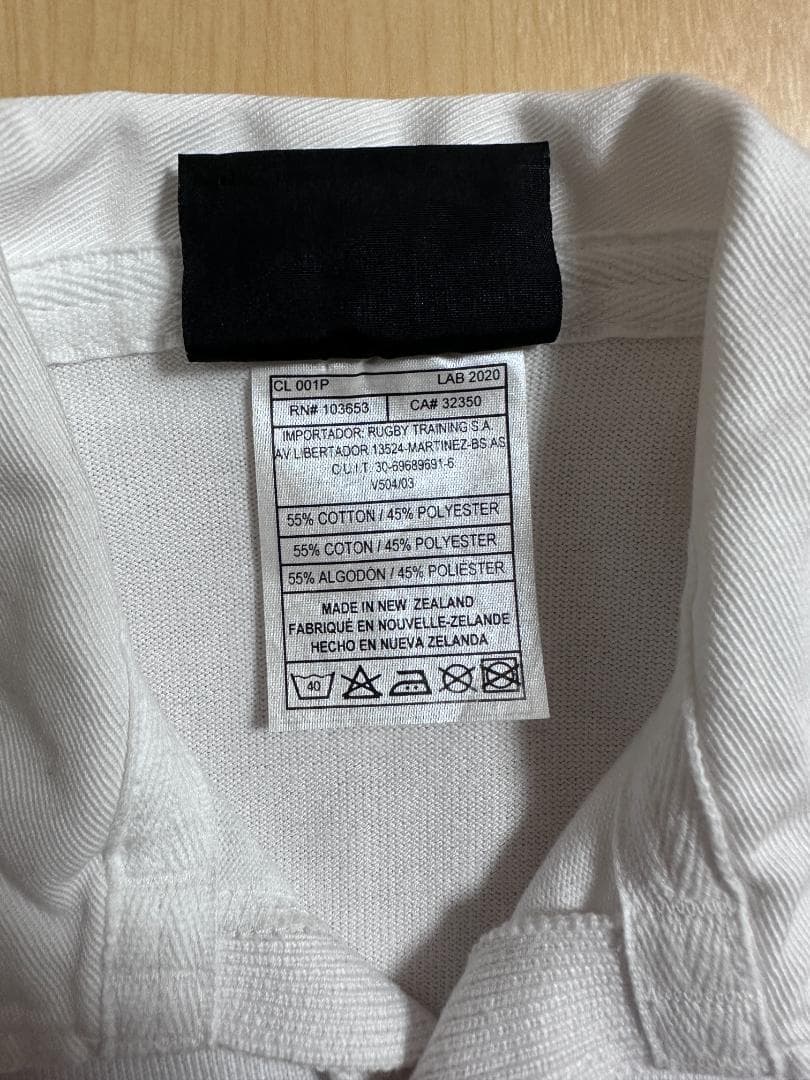 CL 001P LAB 2020
RN# 103653 CA# 32350
IMPORTADOR: RUGBY TRAINING S.A.
AV LIBERTADOR 13524-MARTINEZ-BS.AS
C.U.I.T. 30-69689691-6
V504/03
55% COTTON / 45% POLYESTER
55% COTON / 45% POLYESTER
55% ALGODÓN / 45% POLIÉSTER
MADE IN NEW ZEALAND
FABRIQUÉ EN NOUVELLE-ZELANDE
HECHO EN NUEVA ZELANDA
40